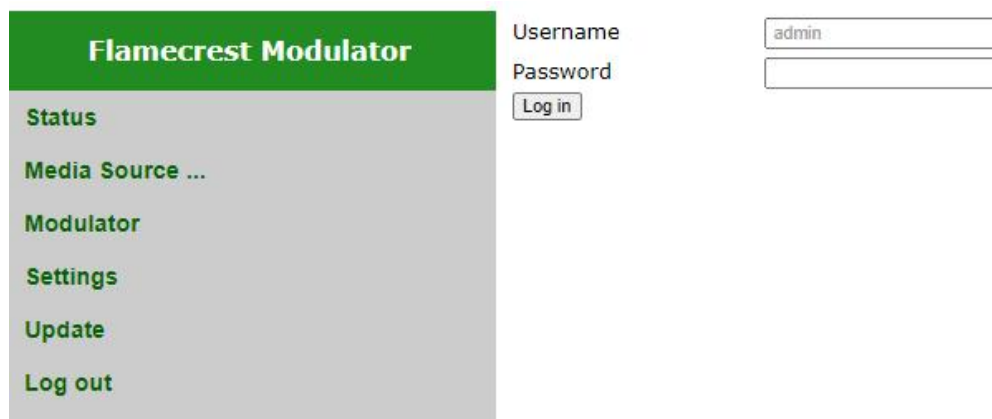 Flamecrest Modulator
Status
Media Source ...
Modulator
Settings
Update
Log out
Username
admin
Password
Log in